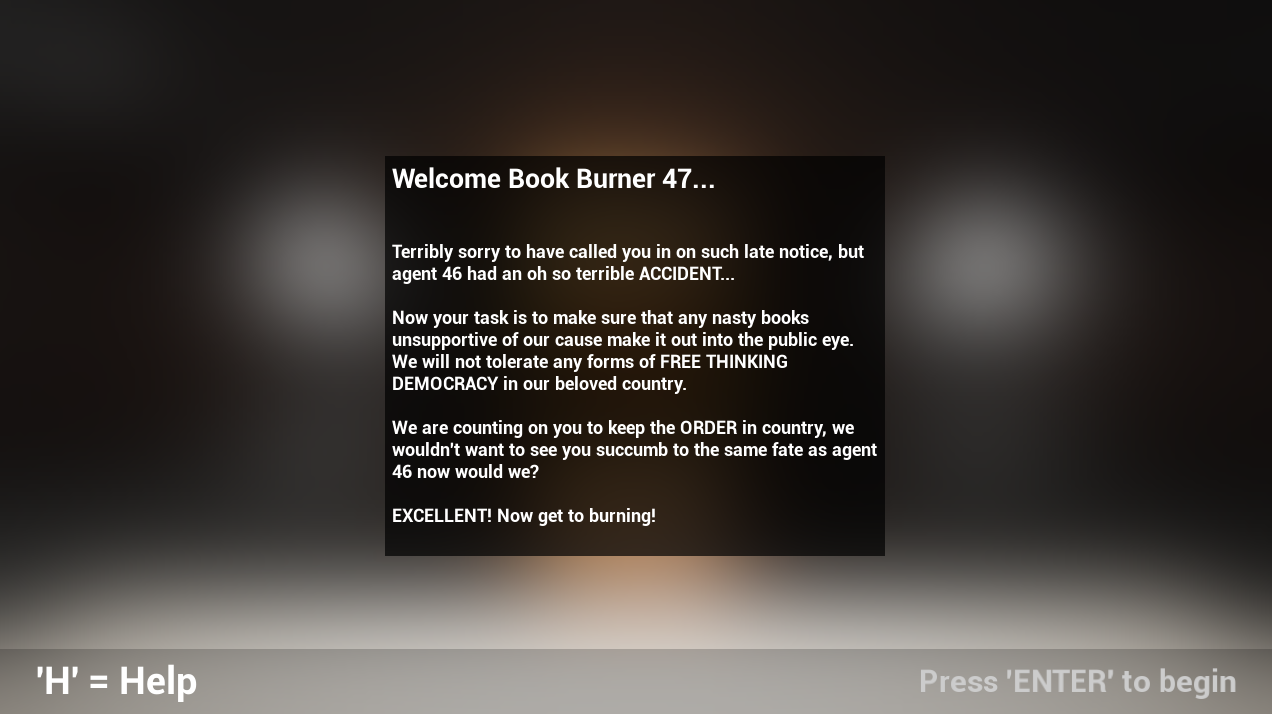 Welcome Book Burner 47...
Terribly sorry to have called you in on such late notice, but
agent 46 had an oh so terrible ACCIDENT...
Now your task is to make sure that any nasty books
unsupportive of our cause make it out into the public eye.
We will not tolerate any forms of FREE THINKING
DEMOCRACY in our beloved country.
We are counting on you to keep the ORDER in country, we
wouldn't want to see you succumb to the same fate as agent
46 now would we?
EXCELLENT! Now get to burning!
'H' = Help
Press 'ENTER' to begin